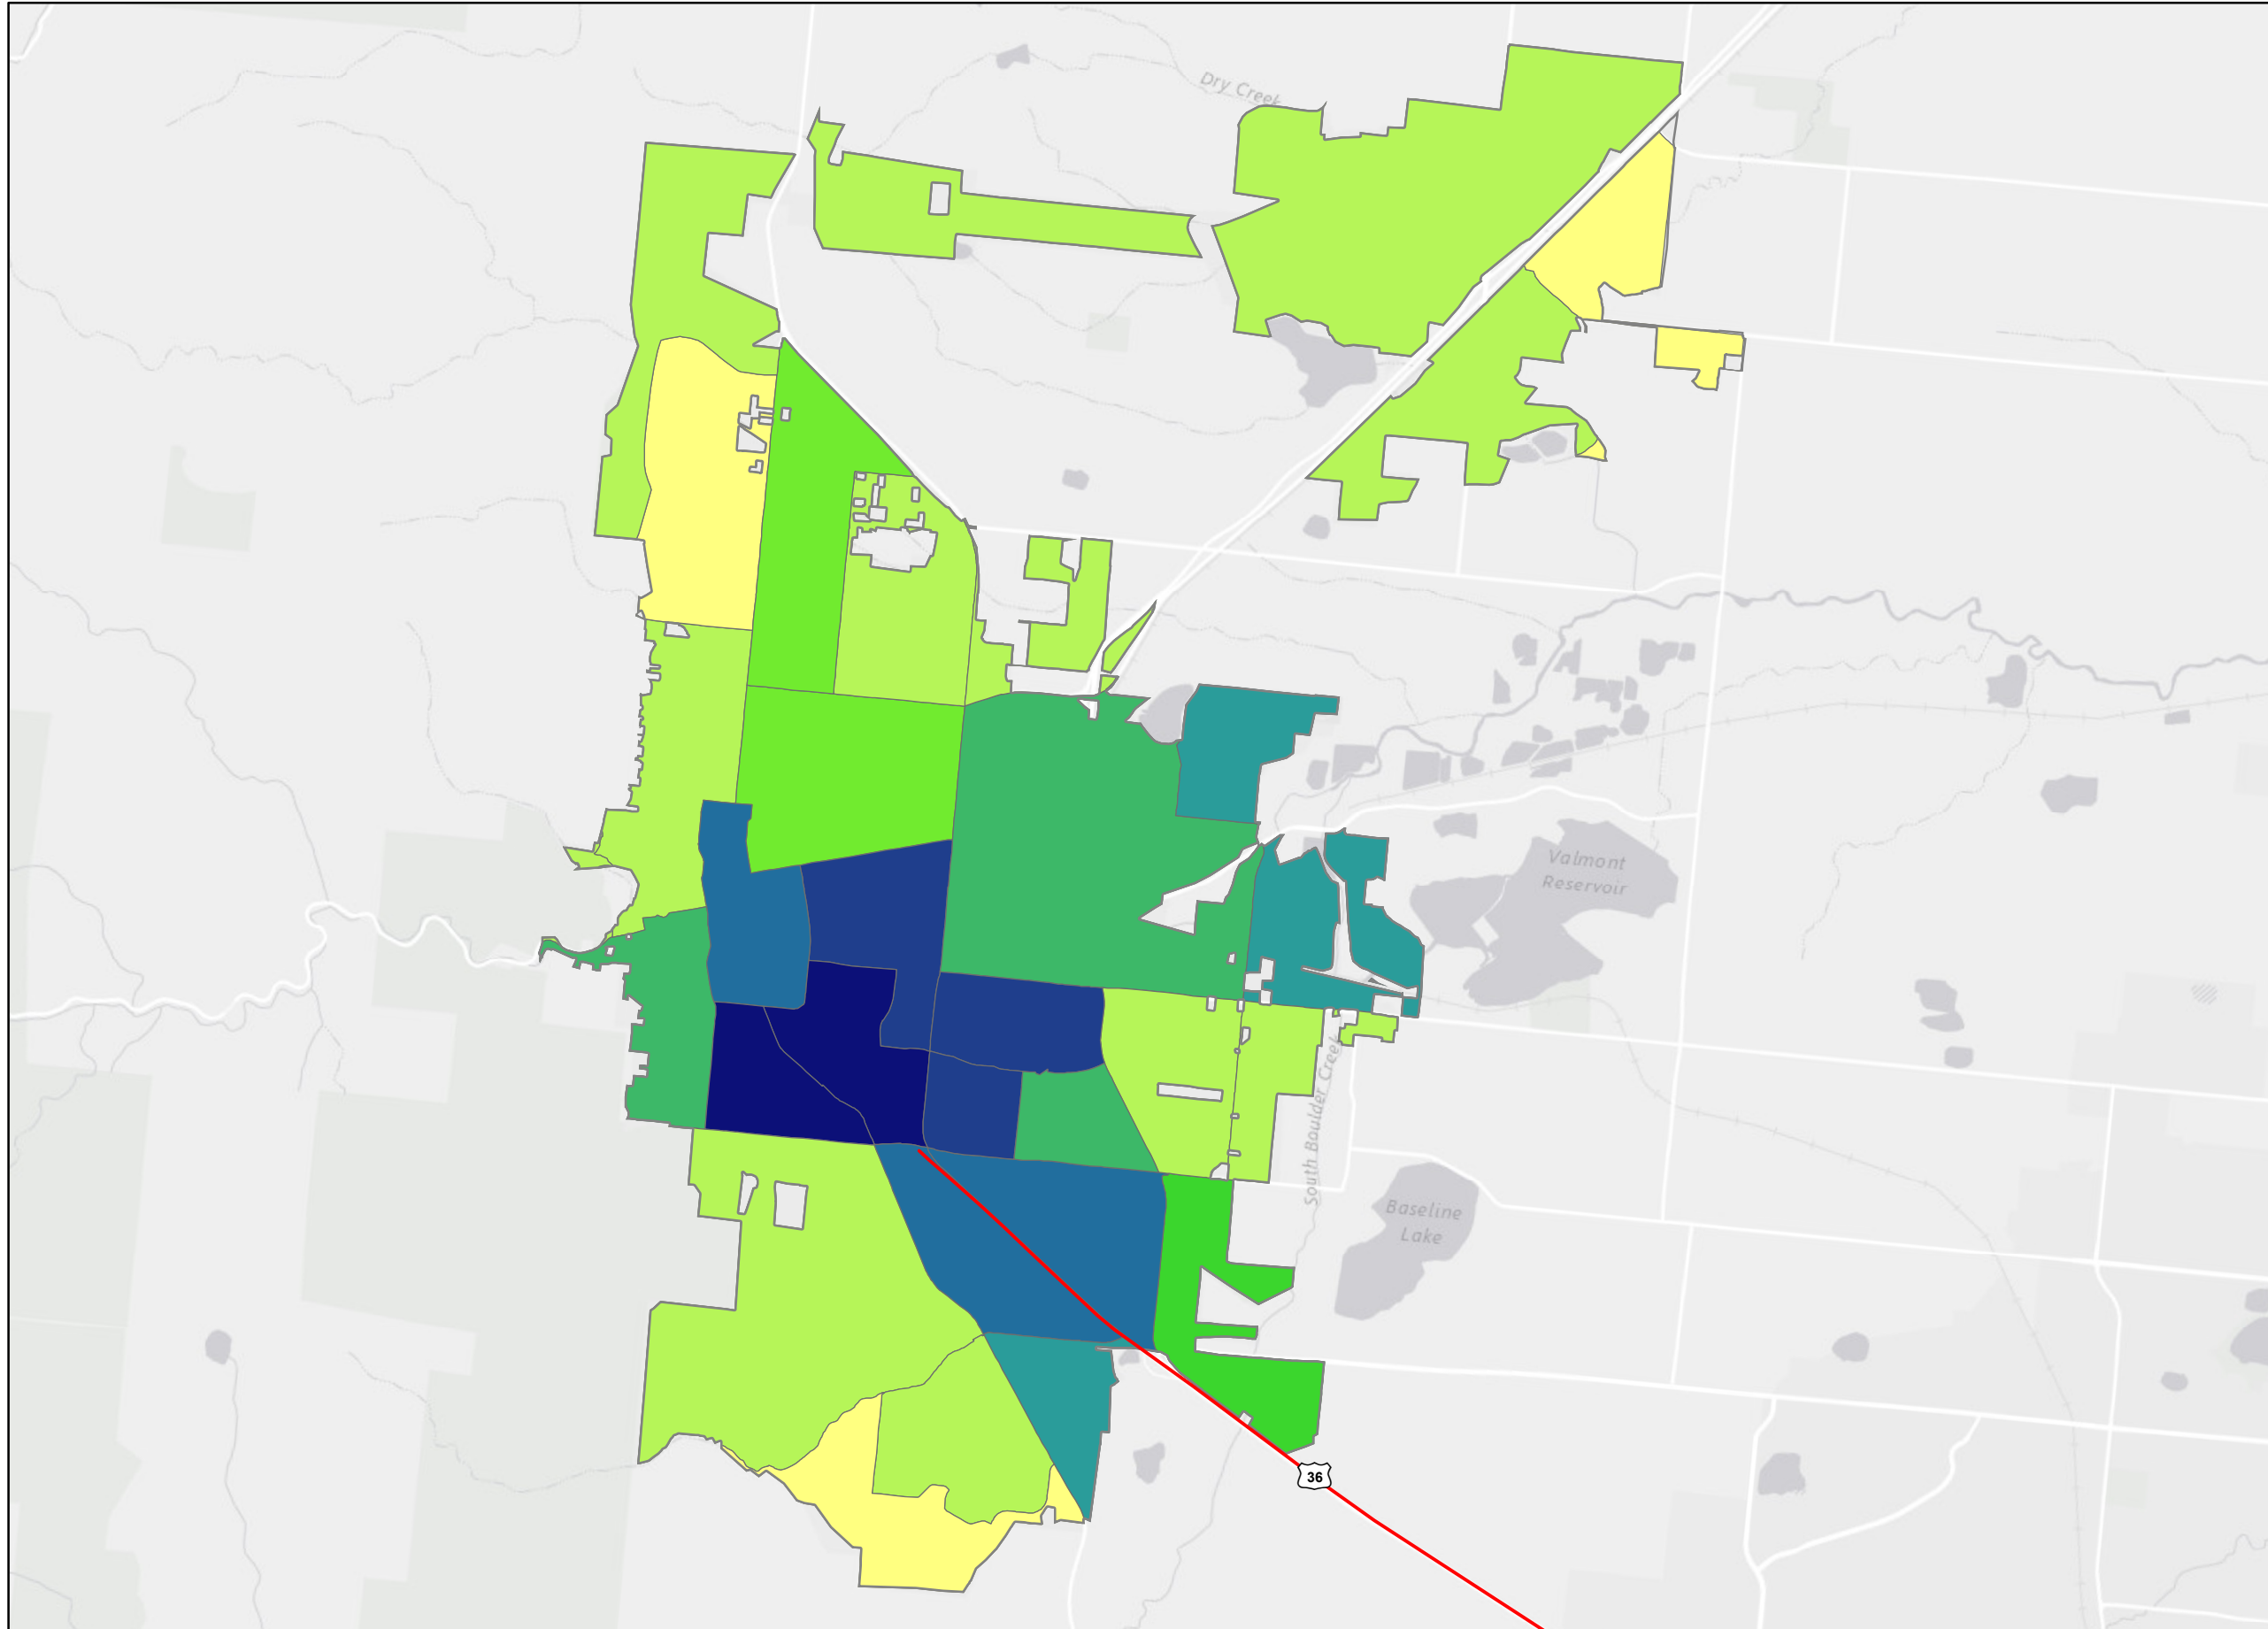 Dry Creek
Valmont
Reservoir
South Boulder Creek
Baseline
Lake
36